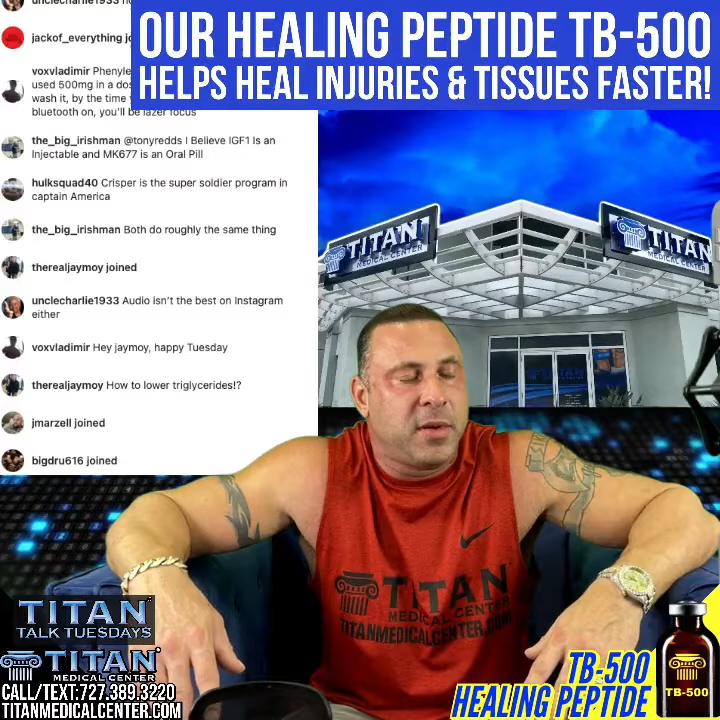 OUR HEALING PEPTIDE TB-500
HELPS HEAL INJURIES & TISSUES FASTER!
unclecharlie1933
jackof_everything jo
voxvladimir Phenyle
used 500mg in a dos
wash it, by the time
bluetooth on, you'll be lazer focus
the_big_irishman @tonyredds I Believe IGF1 Is an
Injectable and MK677 is an Oral Pill
hulksquad40 Crisper is the super soldier program in
captain America
the_big_irishman Both do roughly the same thing
therealjaymoy joined
unclecharlie1933 Audio isn't the best on Instagram
either
voxvladimir Hey jaymoy, happy Tuesday
therealjaymoy How to lower triglycerides!?
jmarzell joined
bigdru616 joined
TITAN
MEDICAL CENTER
TITAN
MEDICAL CENTER
TITAN
TITAN
MEDICAL CENTER
TITANMEDICALCENTER.COM
TITAN
TALK TUESDAYS
TITAN
MEDICAL CENTER
CALL/TEXT:727.389.3220
TITANMEDICALCENTER.COM
TB-500
HEALING PEPTIDE
TB-500